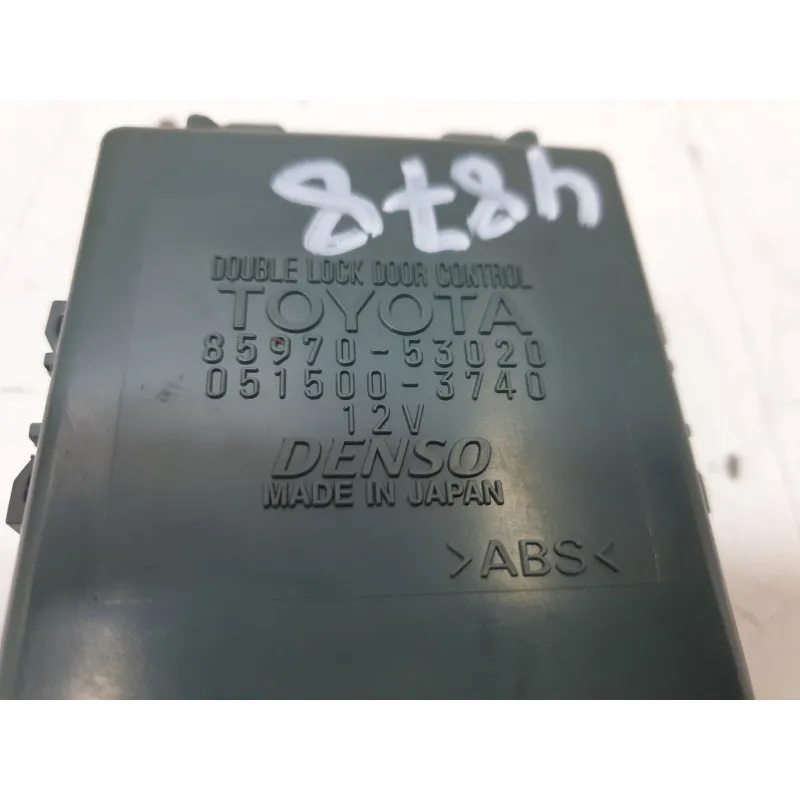 4878
DOUBLE LOCK DOOR CONTROL
TOYOTA
85970-53020
051500-3740
12V
DENSO
MADE IN JAPAN
>ABS<